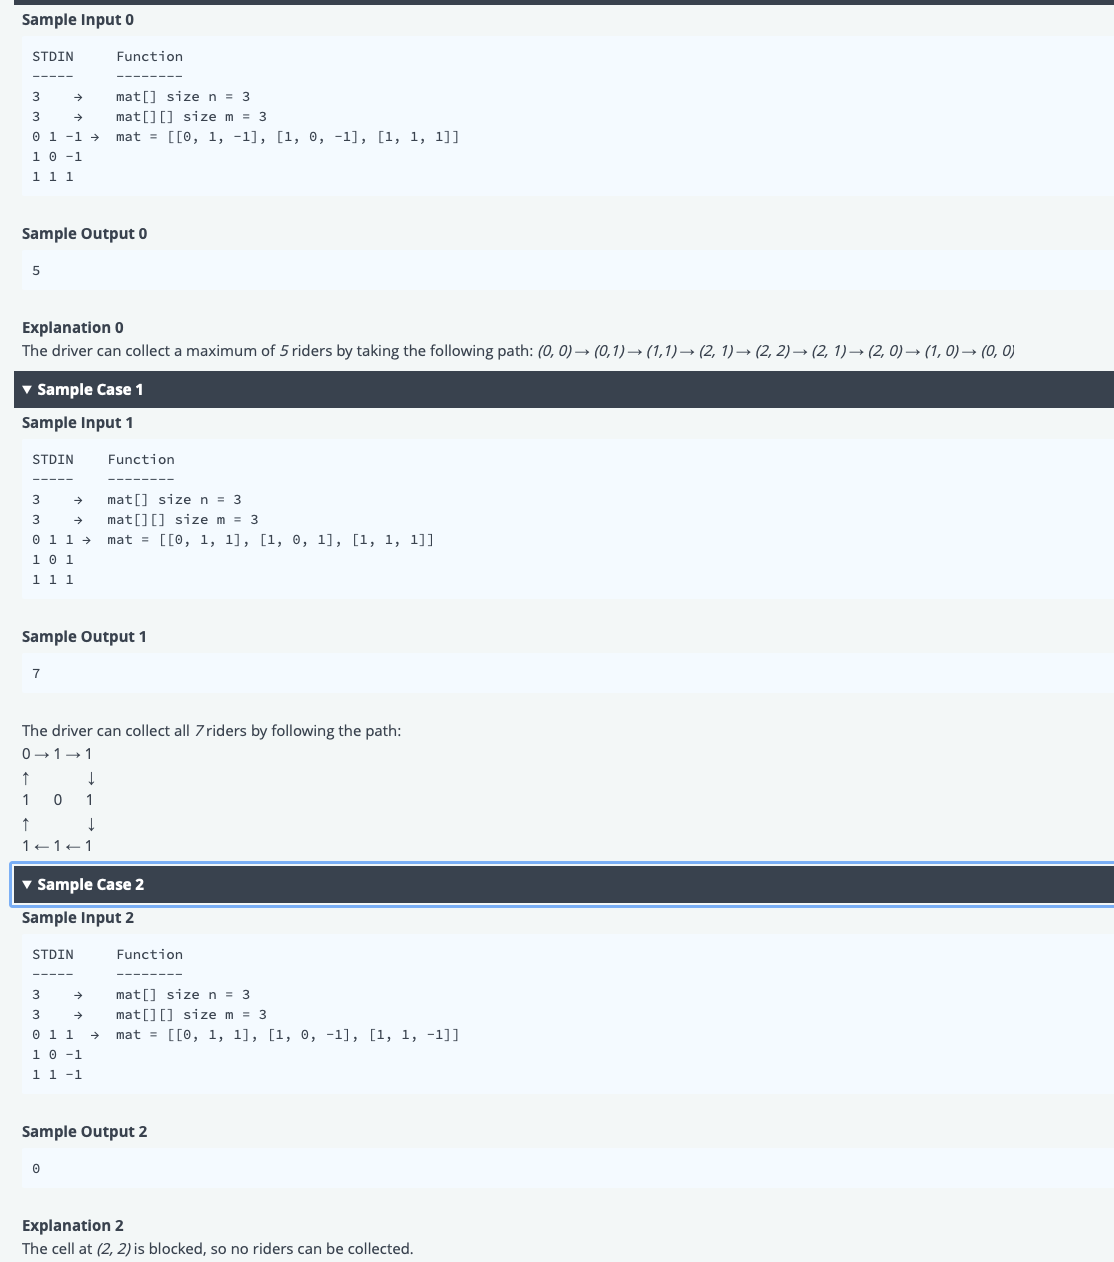 Sample Input 0
STDIN Function
----- --------
3 → mat[] size n = 3
3 → mat[][] size m = 3
0 1 -1 → mat = [[0, 1, -1], [1, 0, -1], [1, 1, 1]]
1 0 -1
1 1 1
Sample Output 0
5
Explanation 0
The driver can collect a maximum of 5 riders by taking the following path: (0, 0) → (0,1) → (1,1) → (2, 1) → (2, 2) → (2, 1) → (2, 0) → (1, 0) → (0, 0)
▼ Sample Case 1
Sample Input 1
STDIN Function
----- --------
3 → mat[] size n = 3
3 → mat[][] size m = 3
0 1 1 → mat = [[0, 1, 1], [1, 0, 1], [1, 1, 1]]
1 0 1
1 1 1
Sample Output 1
7
The driver can collect all 7 riders by following the path:
0 → 1 → 1
↑ ↓
1 0 1
↑ ↓
1 ← 1 ← 1
▼ Sample Case 2
Sample Input 2
STDIN Function
----- --------
3 → mat[] size n = 3
3 → mat[][] size m = 3
0 1 1 → mat = [[0, 1, 1], [1, 0, -1], [1, 1, -1]]
1 0 -1
1 1 -1
Sample Output 2
0
Explanation 2
The cell at (2, 2) is blocked, so no riders can be collected.